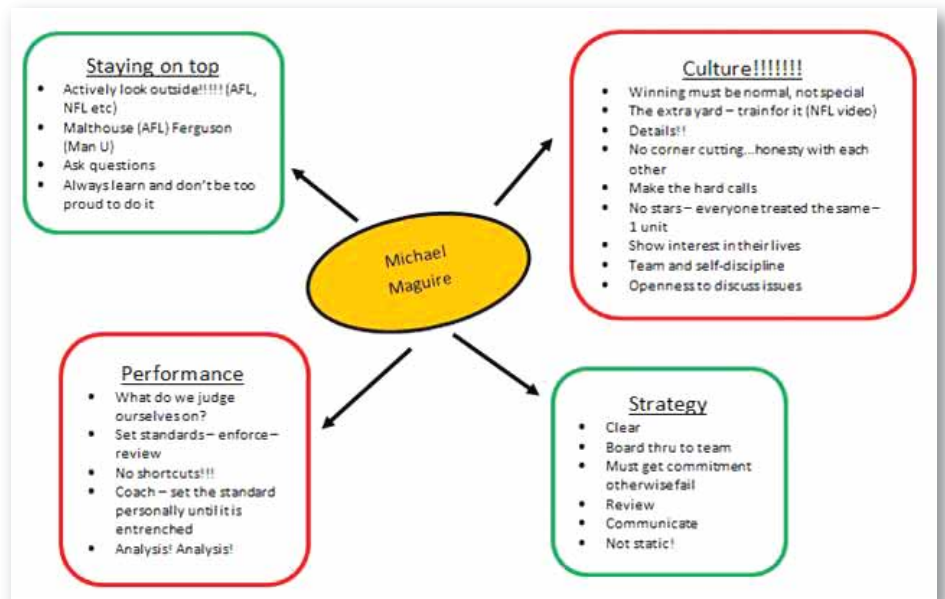 Staying on top
• Actively look outside!!!!! (AFL,
NFL etc)
• Malthouse (AFL) Ferguson
(Man U)
• Ask questions
• Always learn and don't be too
proud to do it
Culture!!!!!!!
• Winning must be normal, not special
• The extra yard – train for it (NFL video)
• Details!!
• No corner cutting...honesty with each
other
• Make the hard calls
• No stars – everyone treated the same –
1 unit
• Show interest in their lives
• Team and self-discipline
• Openness to discuss issues
Michael
Maguire
Performance
• What do we judge
ourselves on?
• Set standards – enforce –
review
• No shortcuts!!!
• Coach – set the standard
personally until it is
entrenched
• Analysis! Analysis!
Strategy
• Clear
• Board thru to team
• Must get commitment
otherwise fail
• Review
• Communicate
• Not static!